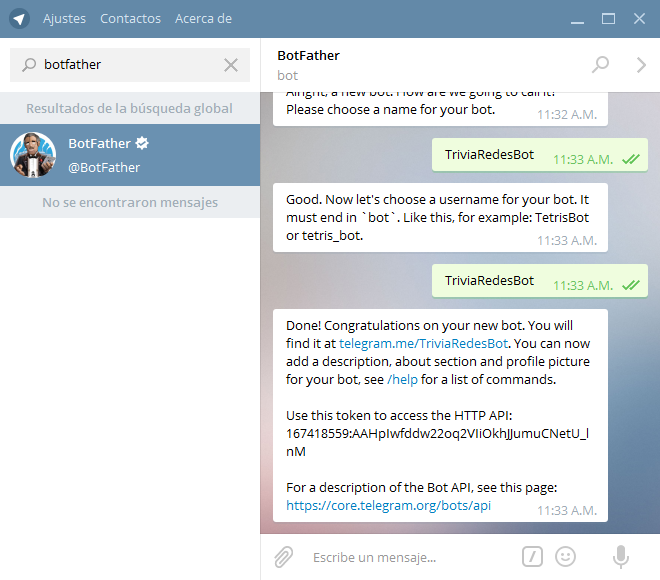 Ajustes Contactos Acerca de
botfather
Resultados de la búsqueda global
BotFather
@BotFather
No se encontraron mensajes
BotFather
bot
Alright, a new bot. How are we going to call it?
Please choose a name for your bot.
11:32 A.M.
TriviaRedesBot
11:33 A.M.
Good. Now let's choose a username for your bot. It
must end in `bot`. Like this, for example: TetrisBot
or tetris_bot.
11:33 A.M.
TriviaRedesBot
11:33 A.M.
Done! Congratulations on your new bot. You will
find it at telegram.me/TriviaRedesBot. You can now
add a description, about section and profile picture
for your bot, see /help for a list of commands.
Use this token to access the HTTP API:
167418559:AAHpIwfddw22oq2VIiOkhJJumuCNetU_l
nM
For a description of the Bot API, see this page:
https://core.telegram.org/bots/api
11:33 A.M.
Escribe un mensaje...